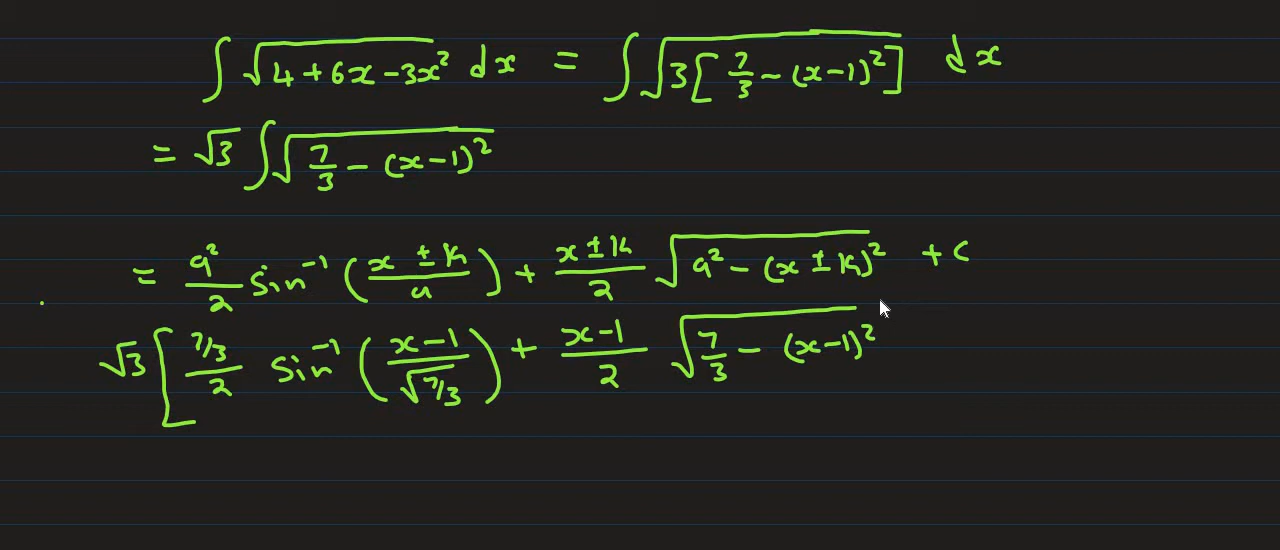 ∫ √(4 + 6x − 3x²) dx = ∫ √(3[7/3 − (x−1)²]) dx
= √3 ∫ √(7/3 − (x−1)²)
= a²/2 sin⁻¹((x ± k)/a) + (x ± k)/2 √(a² − (x ± k)²) + c
√3 [ (7/3)/2 sin⁻¹((x−1)/√(7/3)) + (x−1)/2 √(7/3 − (x−1)²)